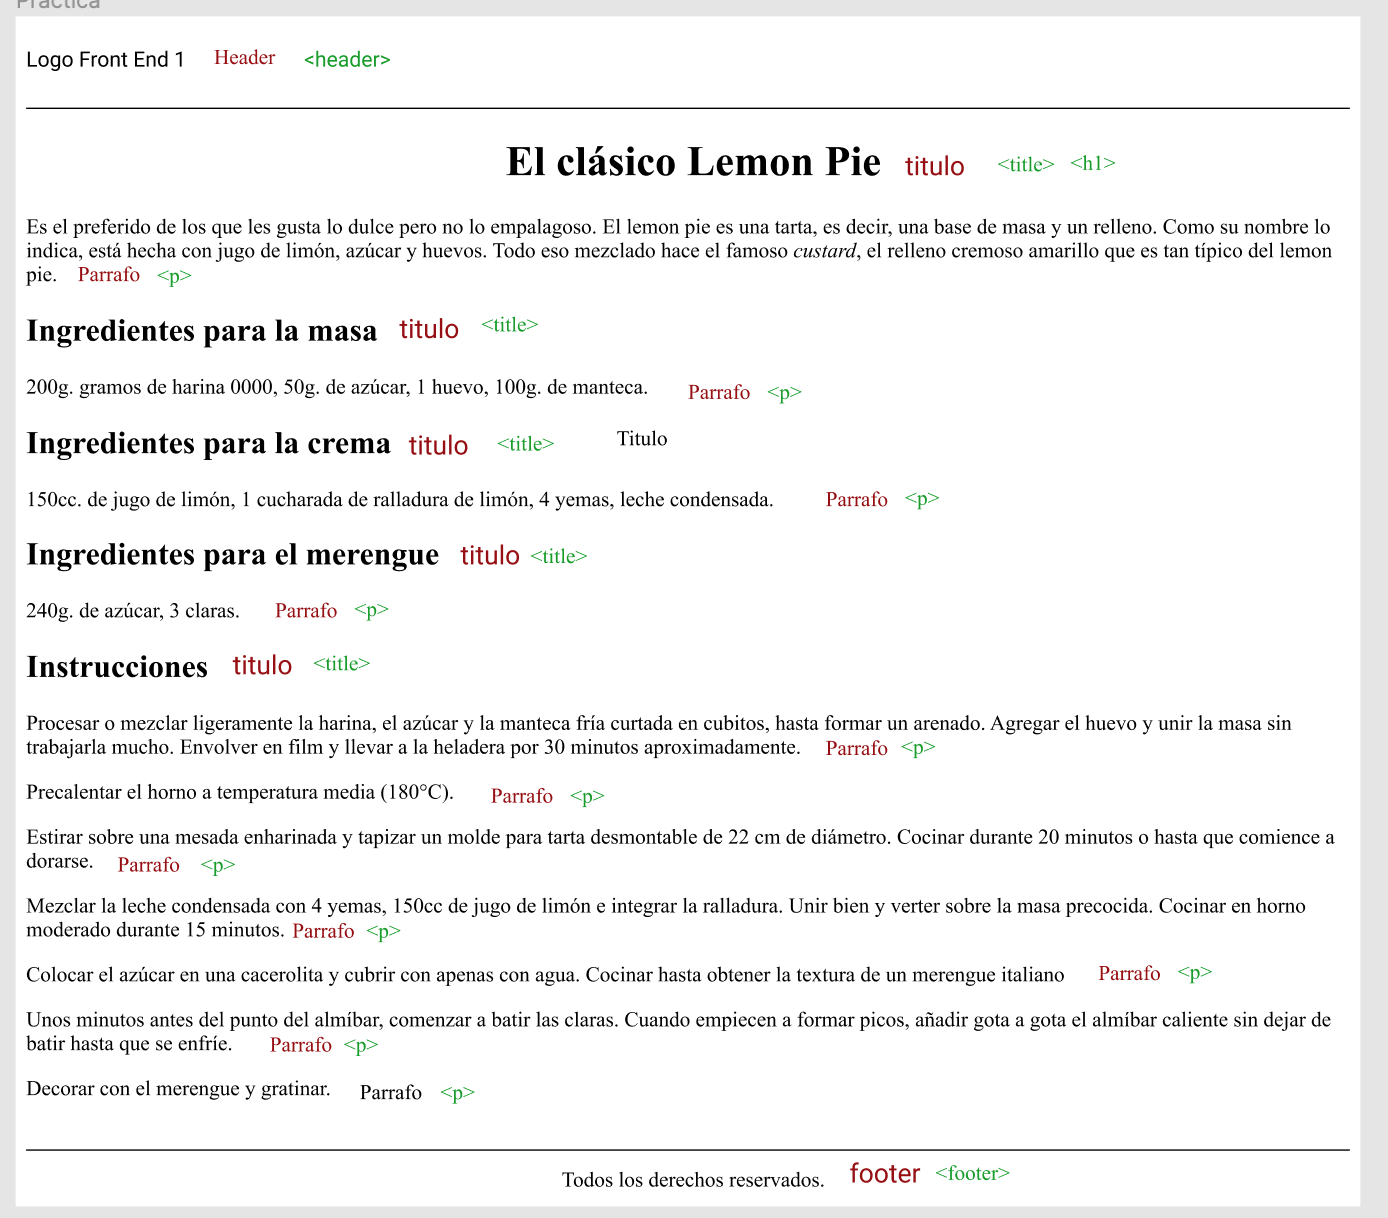 Práctica
Logo Front End 1 Header <header>
El clásico Lemon Pie titulo <title> <h1>
Es el preferido de los que les gusta lo dulce pero no lo empalagoso. El lemon pie es una tarta, es decir, una base de masa y un relleno. Como su nombre lo
indica, está hecha con jugo de limón, azúcar y huevos. Todo eso mezclado hace el famoso custard, el relleno cremoso amarillo que es tan típico del lemon
pie. Parrafo <p>
Ingredientes para la masa titulo <title>
200g. gramos de harina 0000, 50g. de azúcar, 1 huevo, 100g. de manteca. Parrafo <p>
Ingredientes para la crema titulo <title> Titulo
150cc. de jugo de limón, 1 cucharada de ralladura de limón, 4 yemas, leche condensada. Parrafo <p>
Ingredientes para el merengue titulo <title>
240g. de azúcar, 3 claras. Parrafo <p>
Instrucciones titulo <title>
Procesar o mezclar ligeramente la harina, el azúcar y la manteca fría curtada en cubitos, hasta formar un arenado. Agregar el huevo y unir la masa sin
trabajarla mucho. Envolver en film y llevar a la heladera por 30 minutos aproximadamente. Parrafo <p>
Precalentar el horno a temperatura media (180°C). Parrafo <p>
Estirar sobre una mesada enharinada y tapizar un molde para tarta desmontable de 22 cm de diámetro. Cocinar durante 20 minutos o hasta que comience a
dorarse. Parrafo <p>
Mezclar la leche condensada con 4 yemas, 150cc de jugo de limón e integrar la ralladura. Unir bien y verter sobre la masa precocida. Cocinar en horno
moderado durante 15 minutos. Parrafo <p>
Colocar el azúcar en una cacerolita y cubrir con apenas con agua. Cocinar hasta obtener la textura de un merengue italiano Parrafo <p>
Unos minutos antes del punto del almíbar, comenzar a batir las claras. Cuando empiecen a formar picos, añadir gota a gota el almíbar caliente sin dejar de
batir hasta que se enfríe. Parrafo <p>
Decorar con el merengue y gratinar. Parrafo <p>
Todos los derechos reservados. footer <footer>